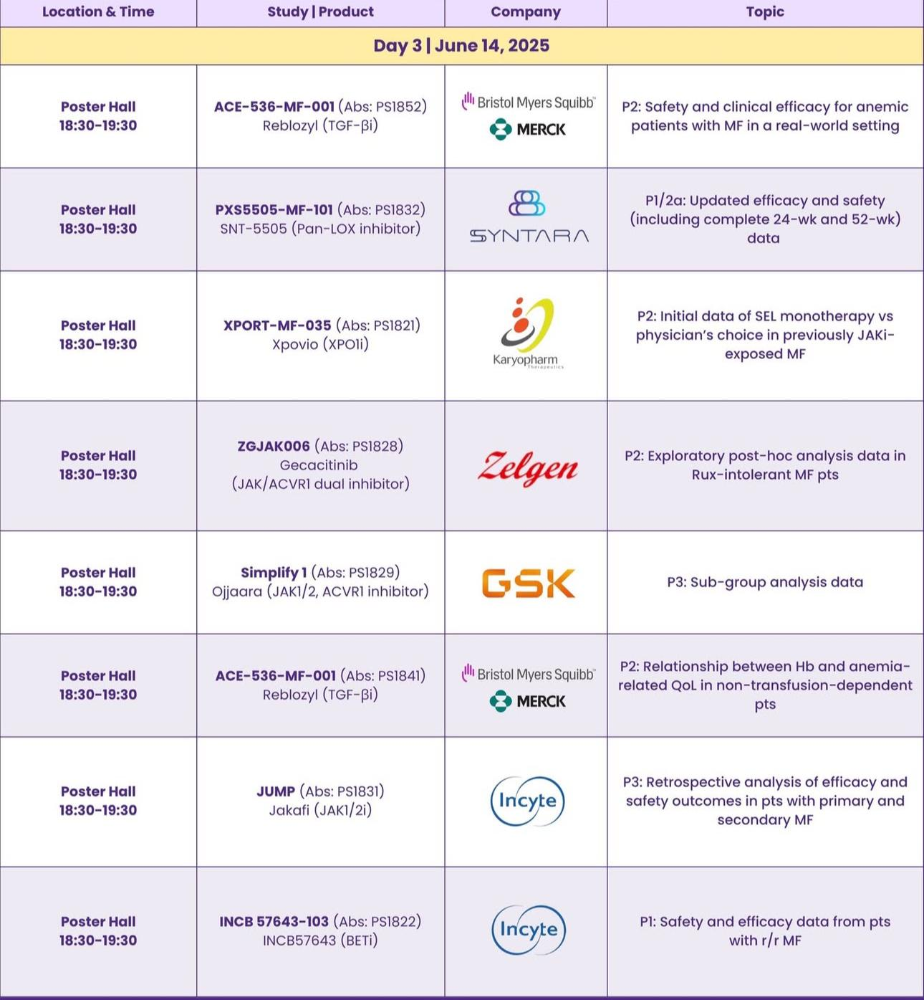 Location & Time
Study | Product
Company
Topic
Day 3 | June 14, 2025
Poster Hall
18:30-19:30
ACE-536-MF-001 (Abs: PS1852)
Reblozyl (TGF-βi)
Bristol Myers Squibb™
MERCK
P2: Safety and clinical efficacy for anemic
patients with MF in a real-world setting
Poster Hall
18:30-19:30
PXS5505-MF-101 (Abs: PS1832)
SNT-5505 (Pan-LOX inhibitor)
SYNTARA
P1/2a: Updated efficacy and safety
(including complete 24-wk and 52-wk)
data
Poster Hall
18:30-19:30
XPORT-MF-035 (Abs: PS1821)
Xpovio (XPO1i)
Karyopharm
Therapeutics
P2: Initial data of SEL monotherapy vs
physician's choice in previously JAKi-
exposed MF
Poster Hall
18:30-19:30
ZGJAK006 (Abs: PS1828)
Gecacitinib
(JAK/ACVR1 dual inhibitor)
Zelgen
P2: Exploratory post-hoc analysis data in
Rux-intolerant MF pts
Poster Hall
18:30-19:30
Simplify 1 (Abs: PS1829)
Ojjaara (JAK1/2, ACVR1 inhibitor)
GSK
P3: Sub-group analysis data
Poster Hall
18:30-19:30
ACE-536-MF-001 (Abs: PS1841)
Reblozyl (TGF-βi)
Bristol Myers Squibb™
MERCK
P2: Relationship between Hb and anemia-
related QoL in non-transfusion-dependent
pts
Poster Hall
18:30-19:30
JUMP (Abs: PS1831)
Jakafi (JAK1/2i)
Incyte
P3: Retrospective analysis of efficacy and
safety outcomes in pts with primary and
secondary MF
Poster Hall
18:30-19:30
INCB 57643-103 (Abs: PS1822)
INCB57643 (BETi)
Incyte
P1: Safety and efficacy data from pts
with r/r MF